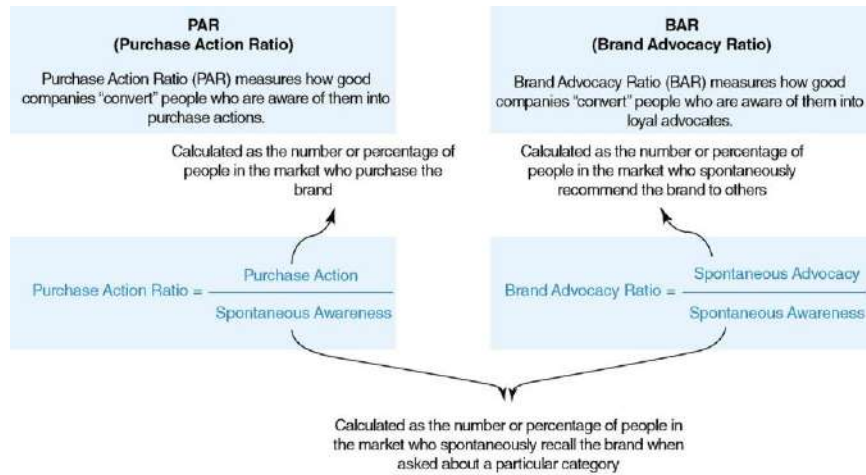 PAR
(Purchase Action Ratio)
Purchase Action Ratio (PAR) measures how good
companies “convert” people who are aware of them into
purchase actions.
BAR
(Brand Advocacy Ratio)
Brand Advocacy Ratio (BAR) measures how good
companies “convert” people who are aware of them into
loyal advocates.
Calculated as the number or percentage of
people in the market who purchase the
brand
Calculated as the number or percentage of
people in the market who spontaneously
recommend the brand to others
Purchase Action Ratio =
Purchase Action
Spontaneous Awareness
Brand Advocacy Ratio =
Spontaneous Advocacy
Spontaneous Awareness
Calculated as the number or percentage of people in
the market who spontaneously recall the brand when
asked about a particular category